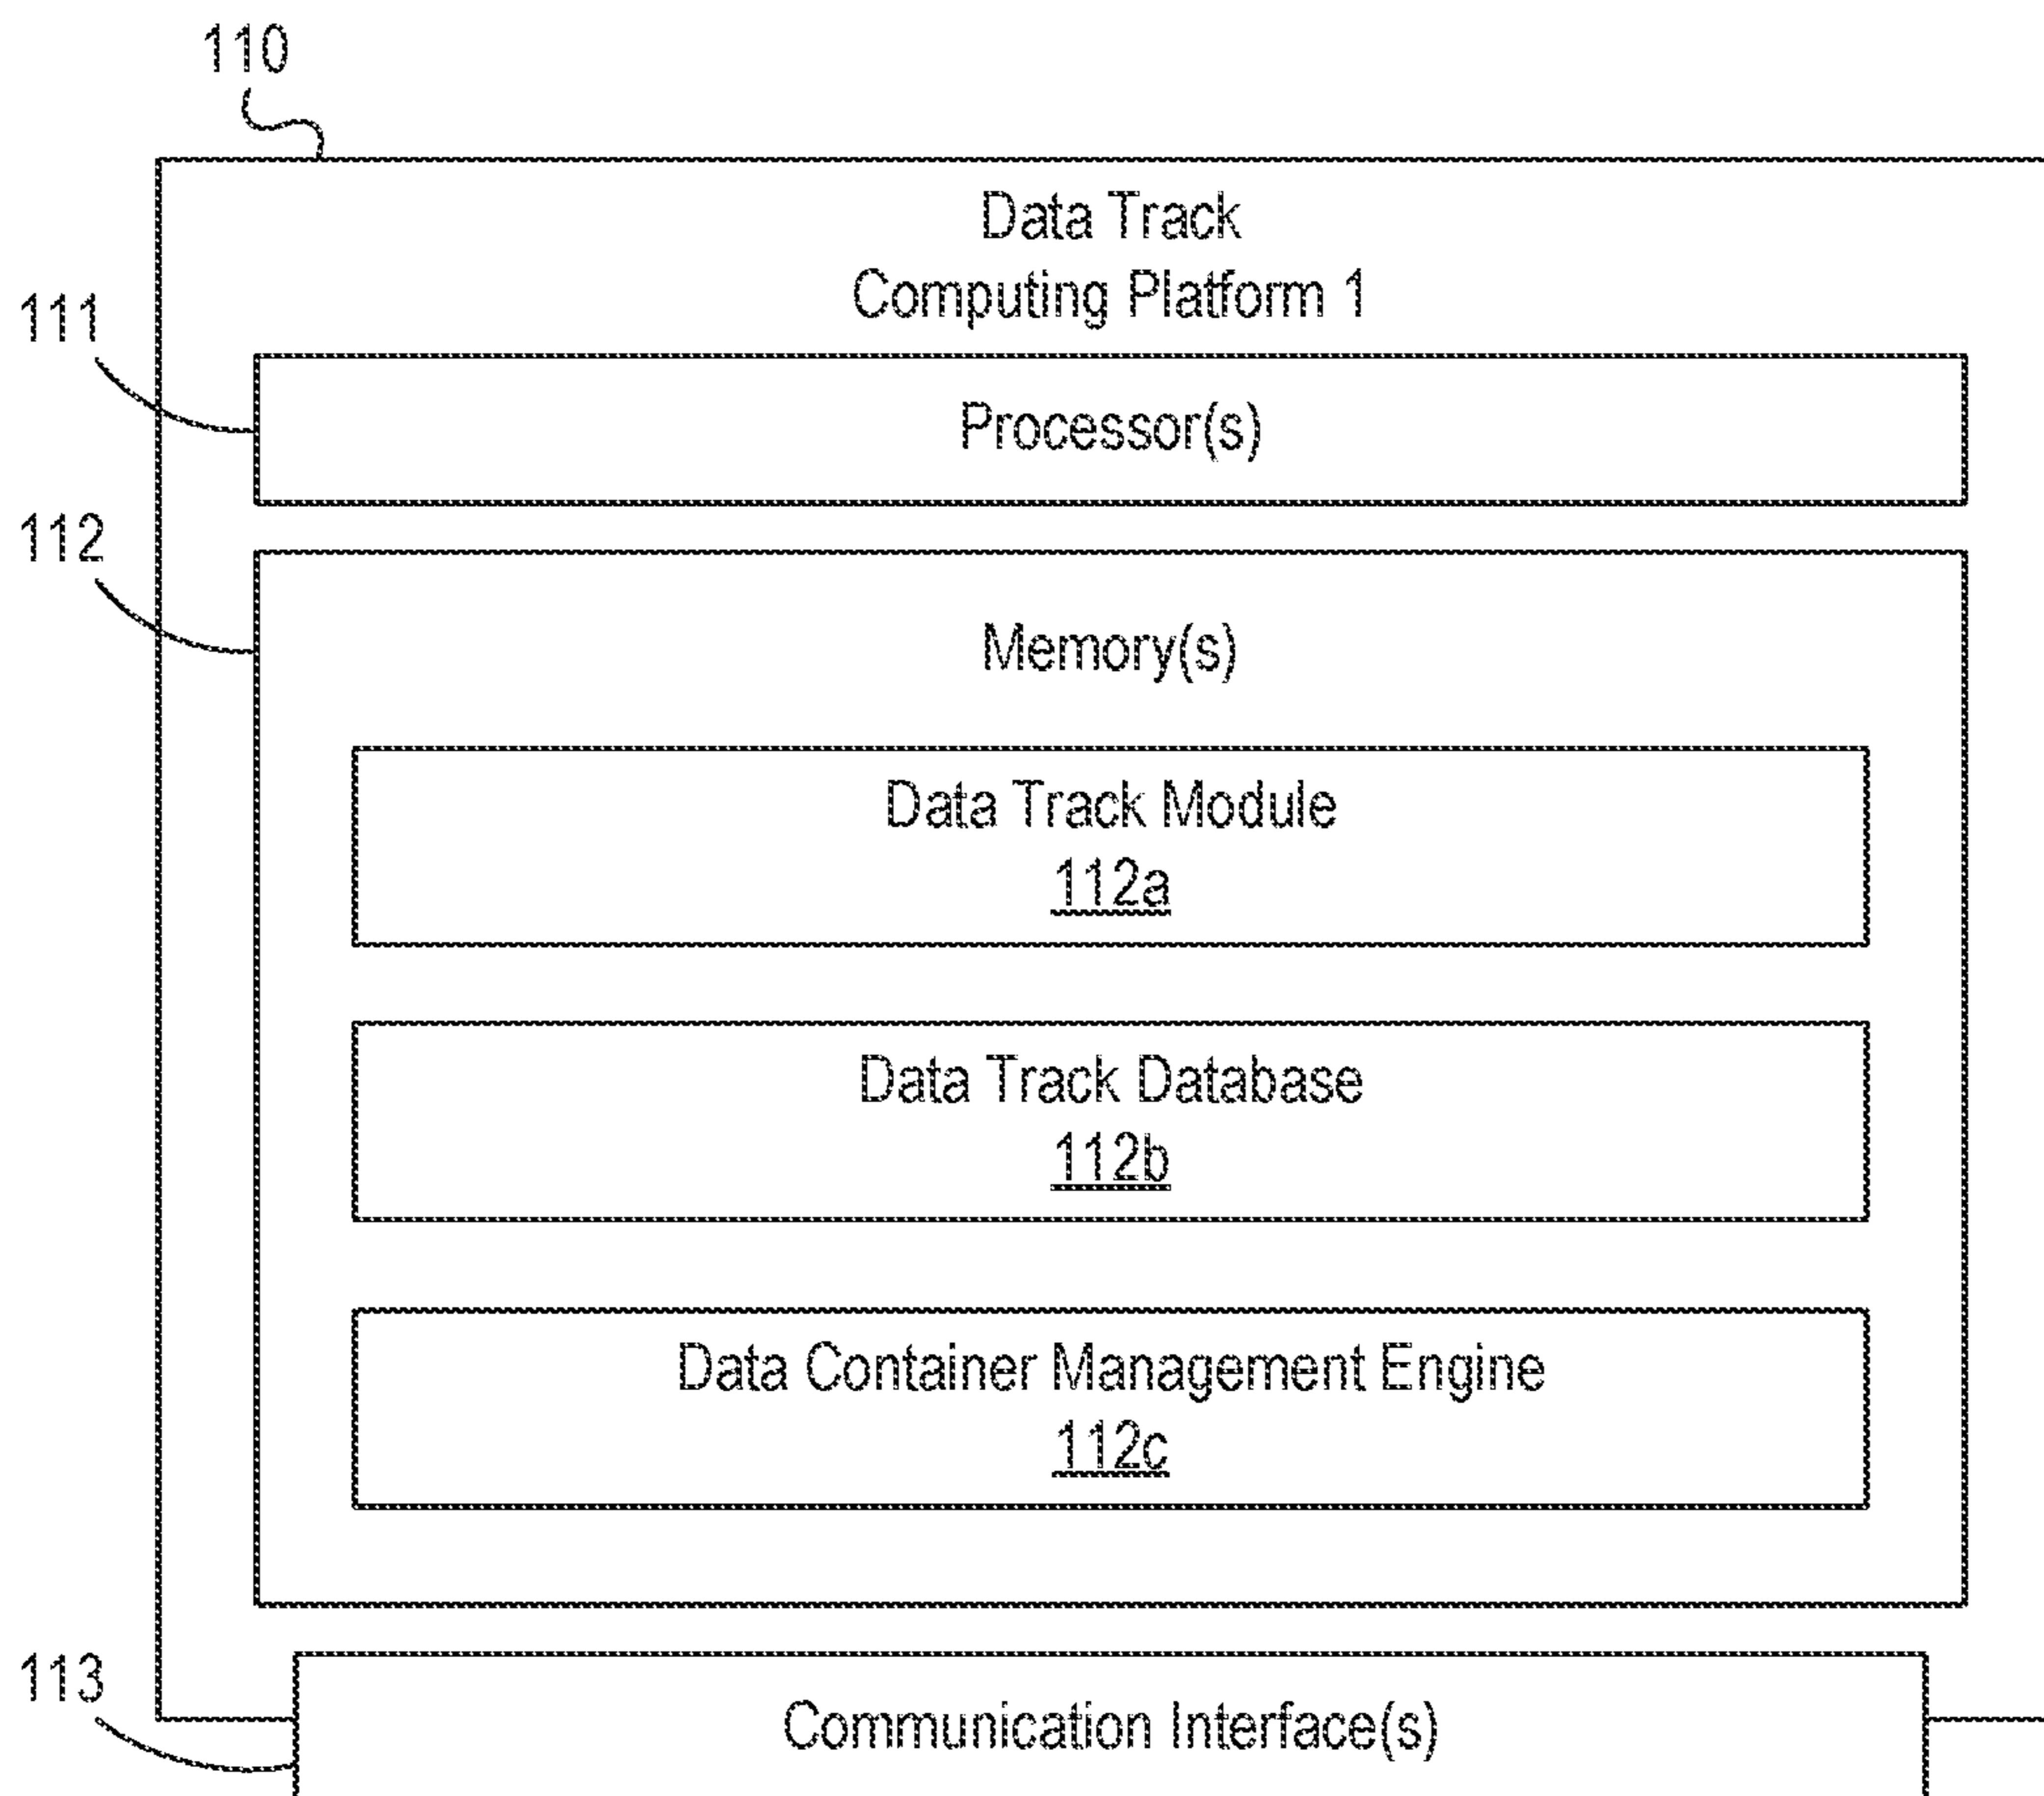 110
Data Track
Computing Platform 1
111
Processor(s)
112
Memory(s)
Data Track Module
112a
Data Track Database
112b
Data Container Management Engine
112c
113
Communication Interface(s)